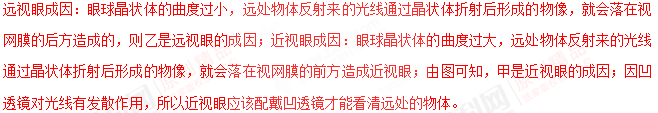 远视眼成因：眼球晶状体的曲度过小，远处物体反射来的光线通过晶状体折射后形成的物像，就会落在视
网膜的后方造成的，则乙是远视眼的成因；近视眼成因：眼球晶状体的曲度过大，远处物体反射来的光线
通过晶状体折射后形成的物像，就会落在视网膜的前方造成近视眼；由图可知，甲是近视眼的成因；因凹
透镜对光线有发散作用，所以近视眼应该配戴凹透镜才能看清远处的物体。